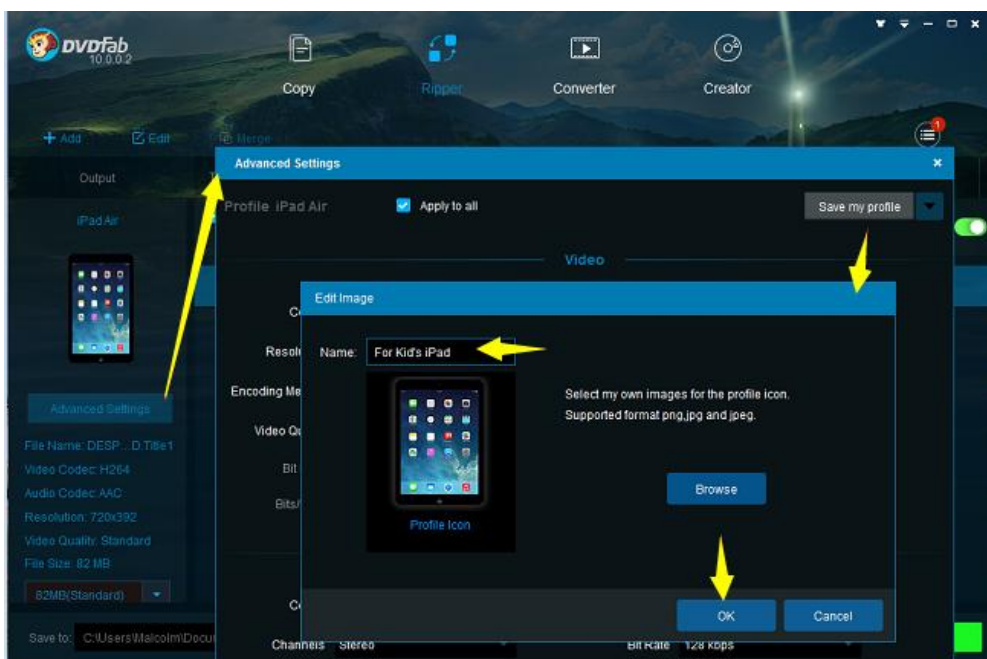 DVDFab
10.0.0.2
Copy
Ripper
Converter
Creator
Add
Edit
Merge
1
Output
Advanced Settings
iPad Air
Profile iPad Air
Apply to all
Save my profile
Video
Edit Image
Name: For Kid's iPad
Select my own images for the profile icon.
Supported format png,jpg and jpeg.
Browse
Profile Icon
OK
Cancel
Encoding Me
Video Qu
Bit
Bits/
Advanced Settings
File Name: DESP... D.Title1
Video Codec: H264
Audio Codec: AAC
Resolution: 720x392
Video Quality: Standard
File Size: 82 MB
82MB(Standard)
Save to: C:\Users\Malcolm\Docu
Channels Stereo
Bit Rate 128 kbps